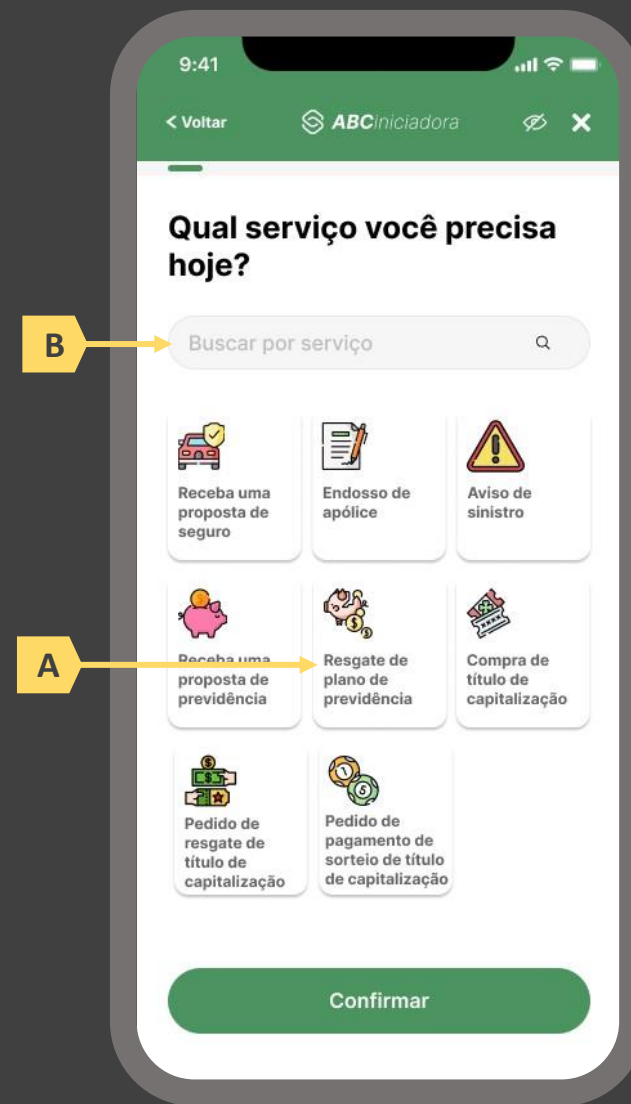 9:41
< Voltar ABCiniciadora
Qual serviço você precisa
hoje?
B
Buscar por serviço
Receba uma
proposta de
seguro
Endosso de
apólice
Aviso de
sinistro
A
Receba uma
proposta de
previdência
Resgate de
plano de
previdência
Compra de
título de
capitalização
Pedido de
resgate de
título de
capitalização
Pedido de
pagamento de
sorteio de título
de capitalização
Confirmar